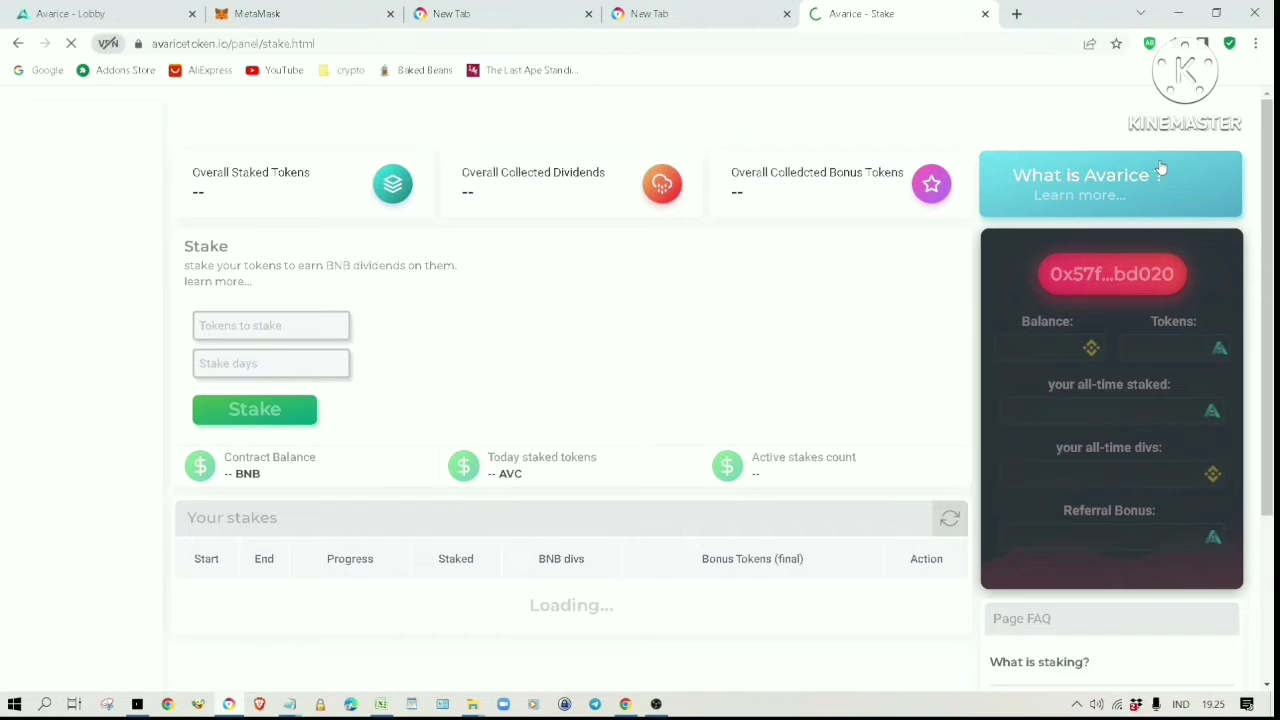 Avarice - Lobby
MetaMask
New Tab
New Tab
Avarice - Stake
VPN
avaricetoken.io/panel/stake.html
Google
Addons Store
AliExpress
YouTube
crypto
Baked Beans
The Last Ape Standi...
K
KINEMASTER
Overall Staked Tokens
--
Overall Collected Dividends
--
Overall Colledcted Bonus Tokens
--
What is Avarice ?
Learn more...
Stake
stake your tokens to earn BNB dividends on them.
learn more...
Tokens to stake
Stake days
Stake
Contract Balance
-- BNB
Today staked tokens
-- AVC
Active stakes count
--
0x57f...bd020
Balance:
Tokens:
your all-time staked:
your all-time divs:
Referral Bonus:
Your stakes
Start End Progress Staked BNB divs Bonus Tokens (final) Action
Loading...
Page FAQ
What is staking?
IND
19.25